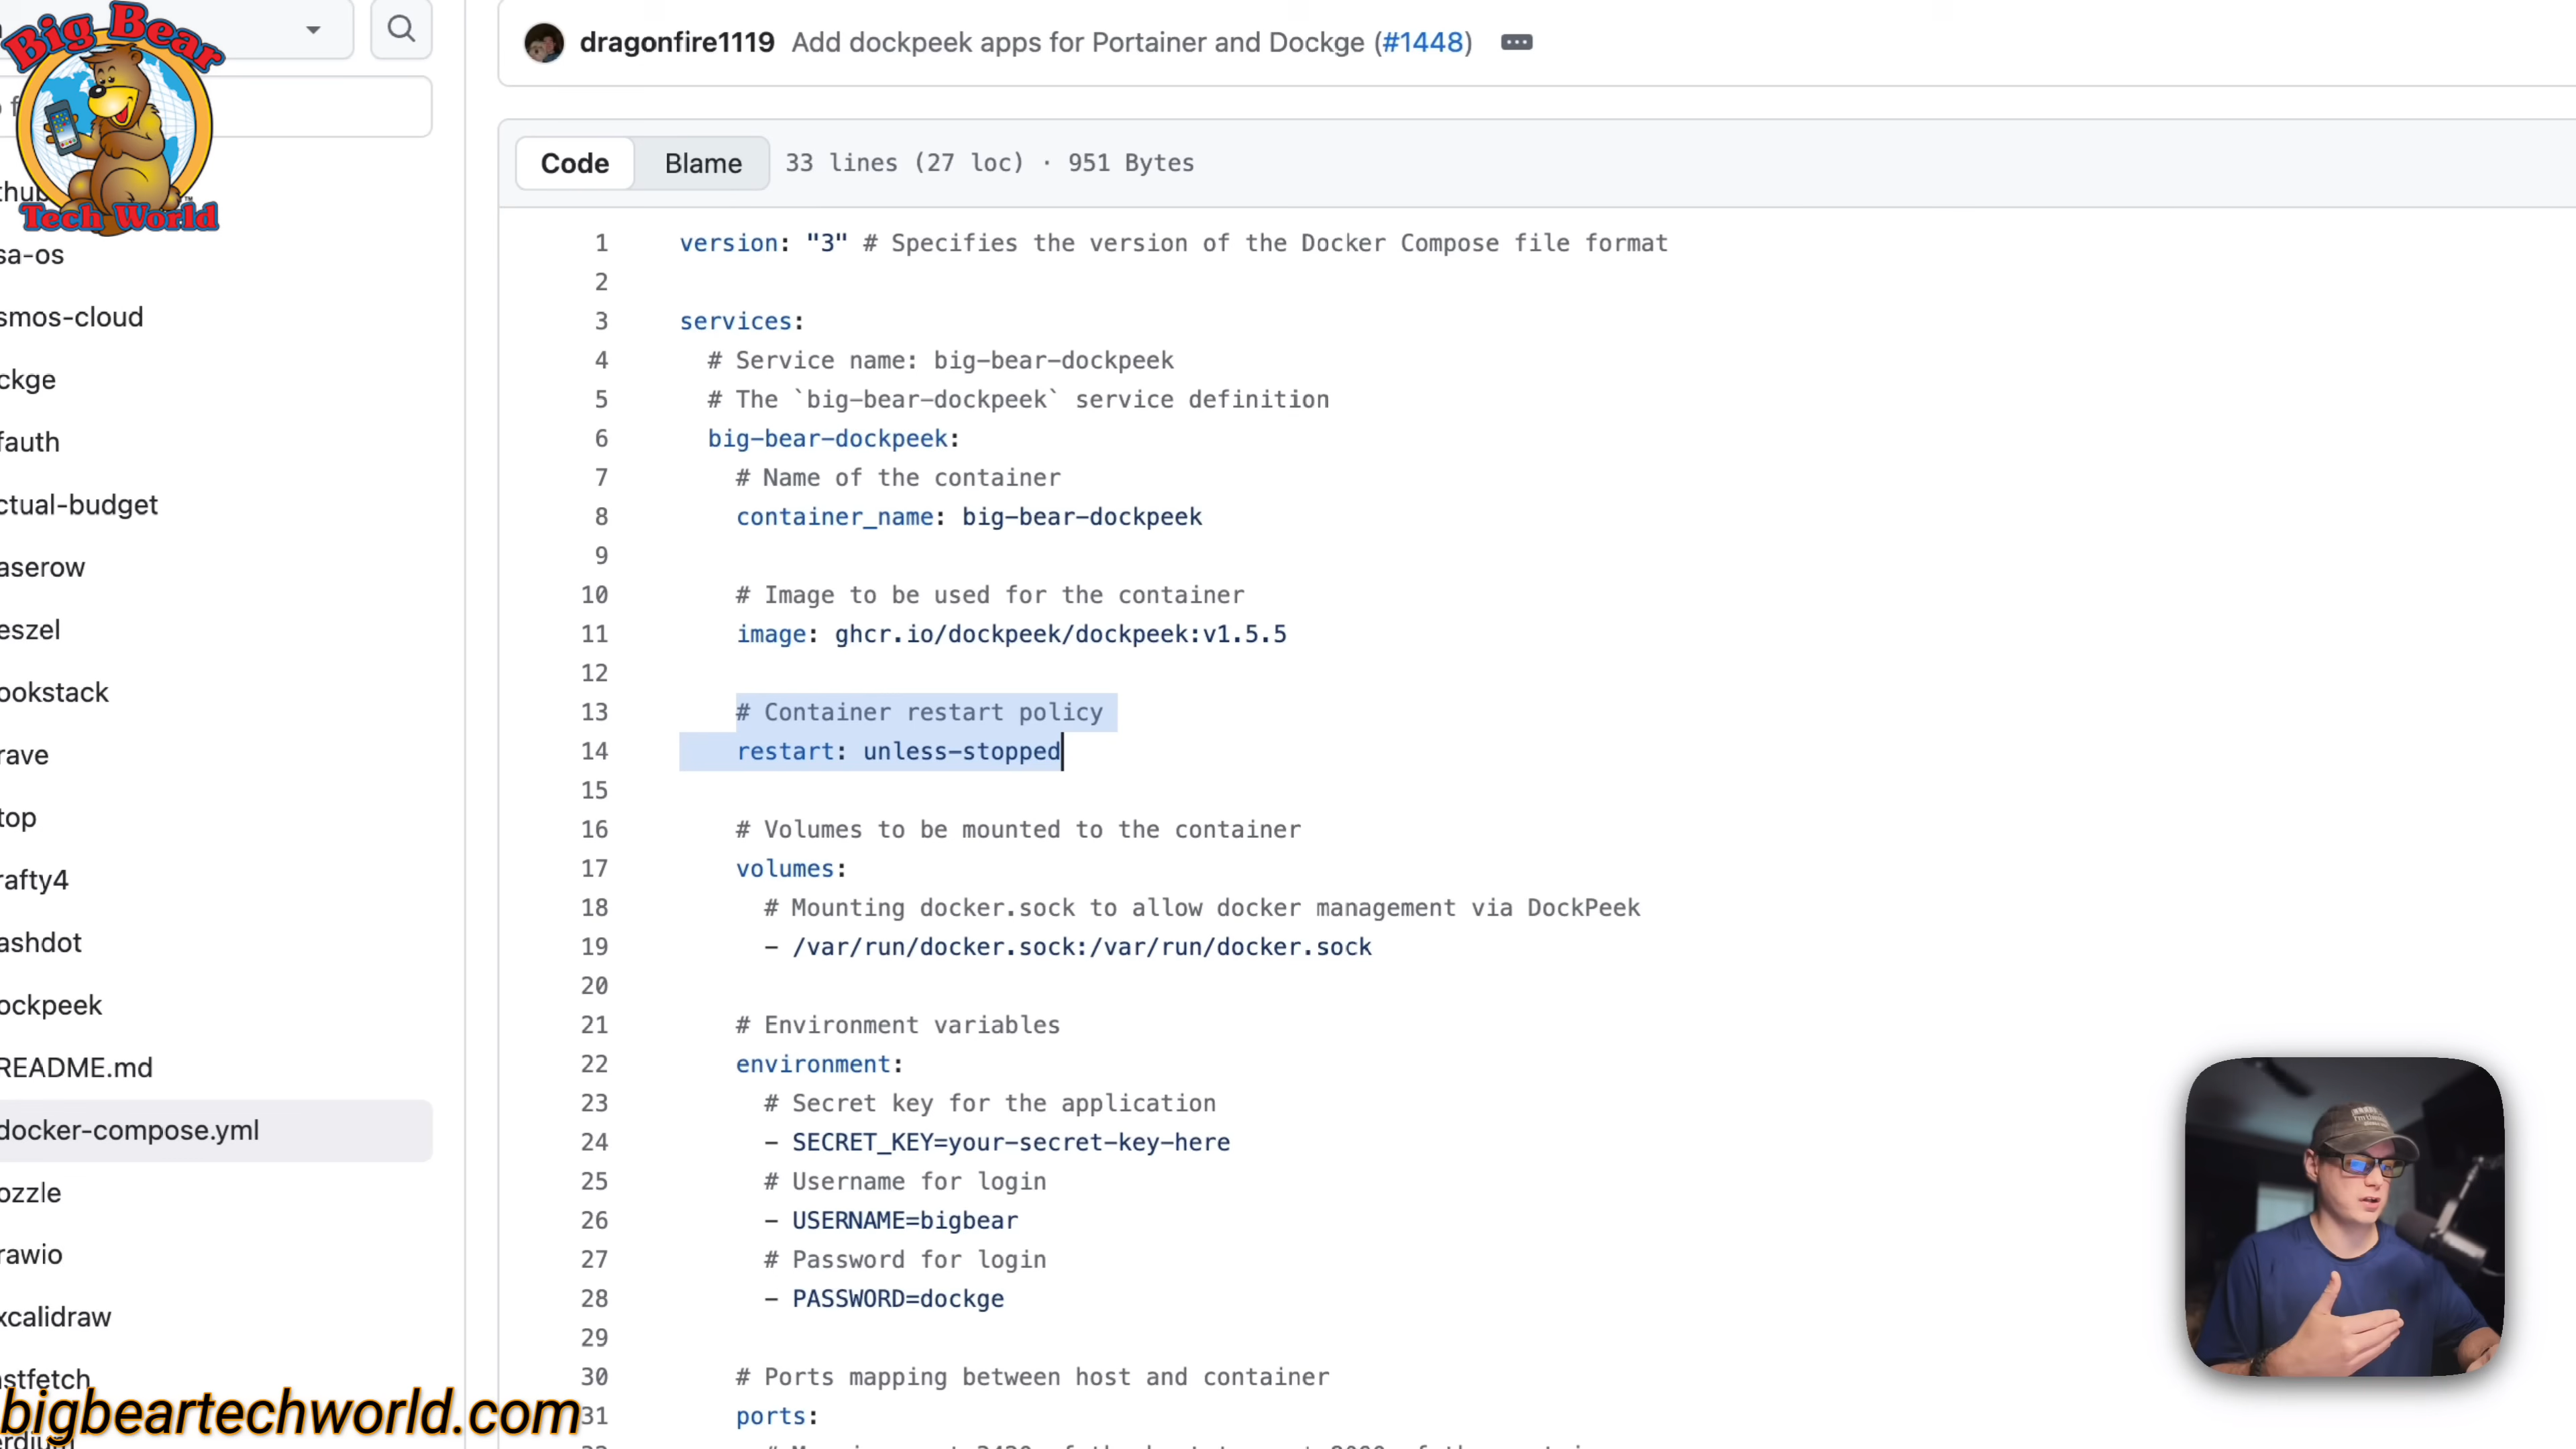 Big Bear
Tech World
dragonfire1119 Add dockpeek apps for Portainer and Dockge (#1448)
Code Blame 33 lines (27 loc) · 951 Bytes
sa-os
smos-cloud
ckge
fauth
ctual-budget
aserow
eszel
ookstack
rave
top
rafty4
ashdot
ockpeek
README.md
docker-compose.yml
ozzle
rawio
xcalidraw
stfetch
bigbeartechworld.com
1 version: "3" # Specifies the version of the Docker Compose file format
2
3 services:
4 # Service name: big-bear-dockpeek
5 # The `big-bear-dockpeek` service definition
6 big-bear-dockpeek:
7 # Name of the container
8 container_name: big-bear-dockpeek
9
10 # Image to be used for the container
11 image: ghcr.io/dockpeek/dockpeek:v1.5.5
12
13 # Container restart policy
14 restart: unless-stopped
15
16 # Volumes to be mounted to the container
17 volumes:
18 # Mounting docker.sock to allow docker management via DockPeek
19 - /var/run/docker.sock:/var/run/docker.sock
20
21 # Environment variables
22 environment:
23 # Secret key for the application
24 - SECRET_KEY=your-secret-key-here
25 # Username for login
26 - USERNAME=bigbear
27 # Password for login
28 - PASSWORD=dockge
29
30 # Ports mapping between host and container
31 ports: